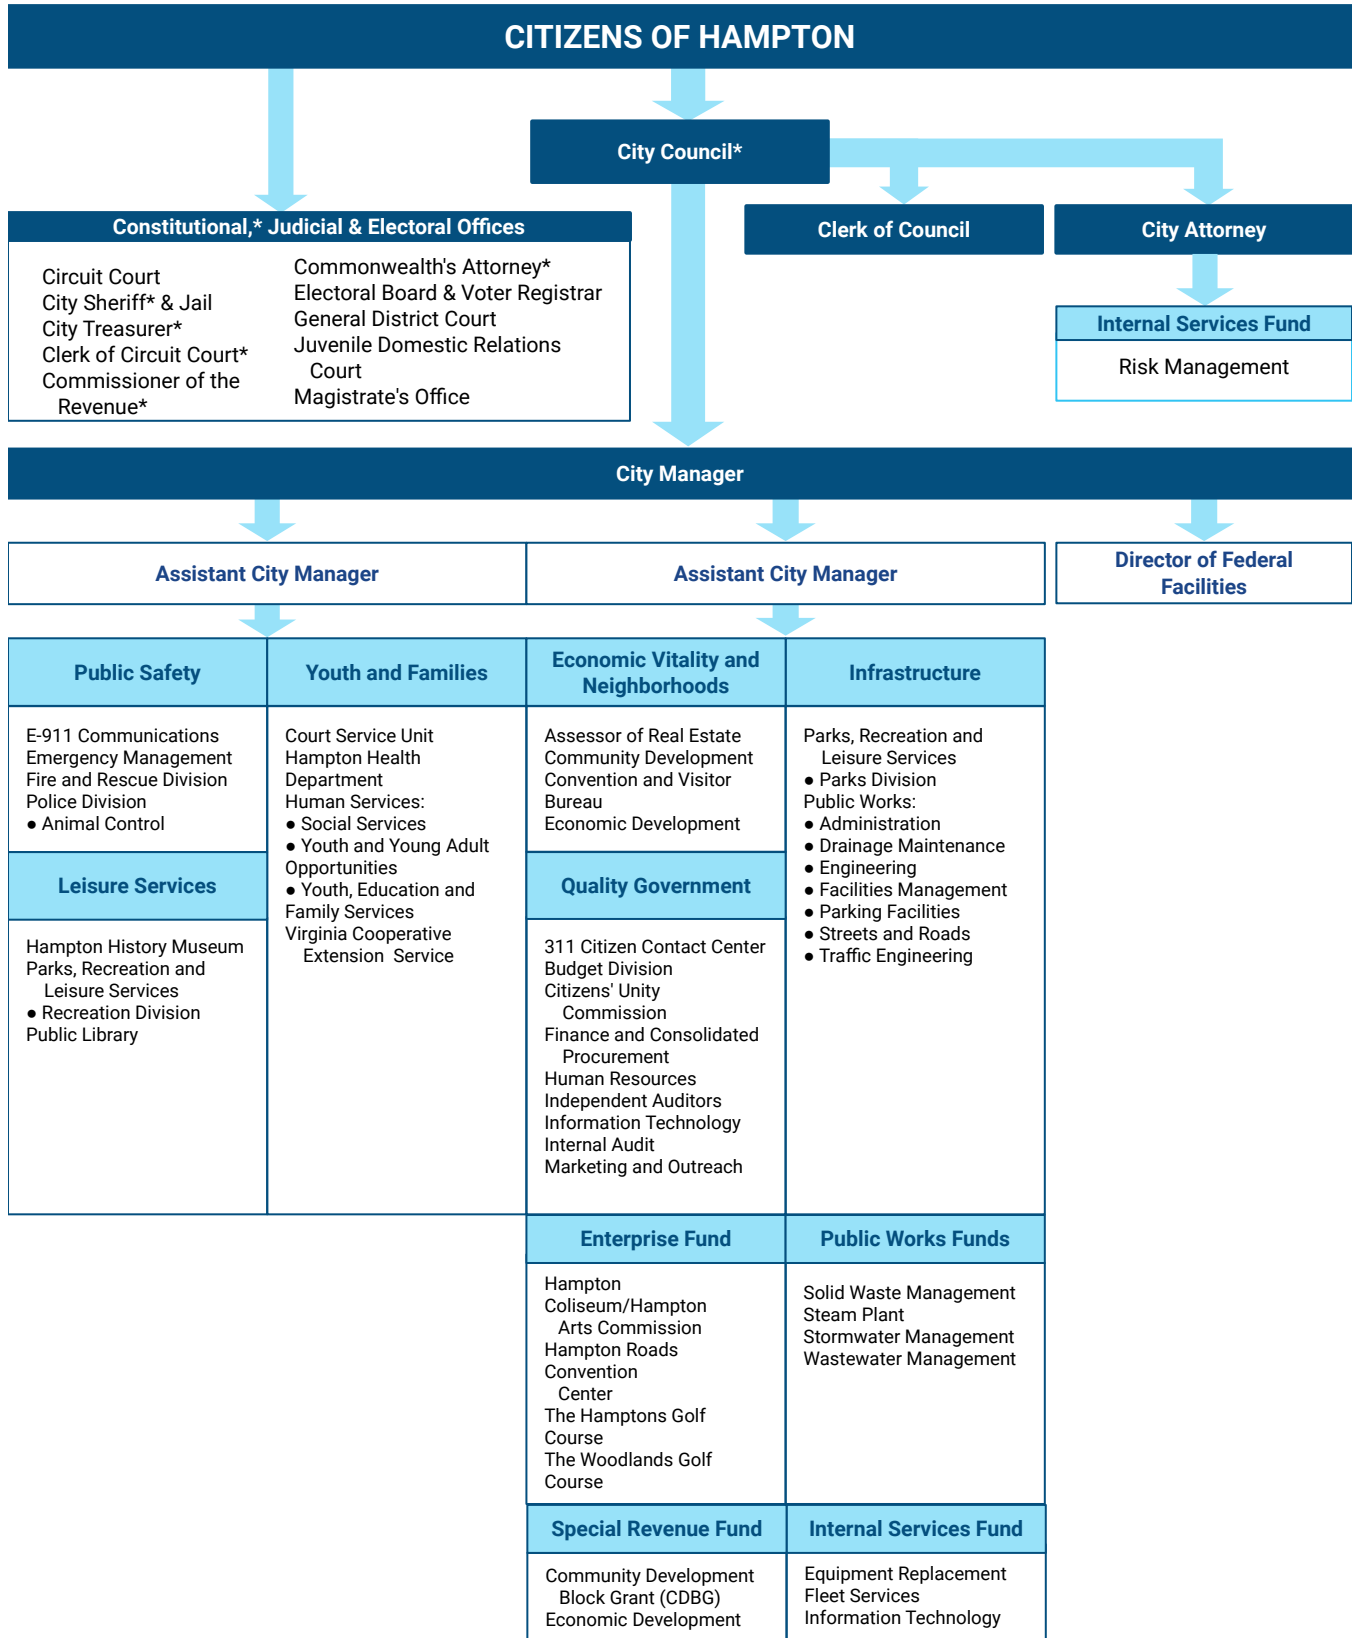 CITIZENS OF HAMPTON
City Council*
Clerk of Council
City Attorney
Internal Services Fund
Risk Management
Constitutional,* Judicial & Electoral Offices
Circuit Court
City Sheriff* & Jail
City Treasurer*
Clerk of Circuit Court*
Commissioner of the
Revenue*
Commonwealth's Attorney*
Electoral Board & Voter Registrar
General District Court
Juvenile Domestic Relations
Court
Magistrate's Office
City Manager
Assistant City Manager
Assistant City Manager
Director of Federal
Facilities
Public Safety
E-911 Communications
Emergency Management
Fire and Rescue Division
Police Division
● Animal Control
Leisure Services
Hampton History Museum
Parks, Recreation and
Leisure Services
● Recreation Division
Public Library
Youth and Families
Court Service Unit
Hampton Health
Department
Human Services:
● Social Services
● Youth and Young Adult
Opportunities
● Youth, Education and
Family Services
Virginia Cooperative
Extension Service
Economic Vitality and
Neighborhoods
Assessor of Real Estate
Community Development
Convention and Visitor
Bureau
Economic Development
Quality Government
311 Citizen Contact Center
Budget Division
Citizens' Unity
Commission
Finance and Consolidated
Procurement
Human Resources
Independent Auditors
Information Technology
Internal Audit
Marketing and Outreach
Infrastructure
Parks, Recreation and
Leisure Services
● Parks Division
Public Works:
● Administration
● Drainage Maintenance
● Engineering
● Facilities Management
● Parking Facilities
● Streets and Roads
● Traffic Engineering
Enterprise Fund
Hampton
Coliseum/Hampton
Arts Commission
Hampton Roads
Convention
Center
The Hamptons Golf
Course
The Woodlands Golf
Course
Public Works Funds
Solid Waste Management
Steam Plant
Stormwater Management
Wastewater Management
Special Revenue Fund
Community Development
Block Grant (CDBG)
Economic Development
Internal Services Fund
Equipment Replacement
Fleet Services
Information Technology